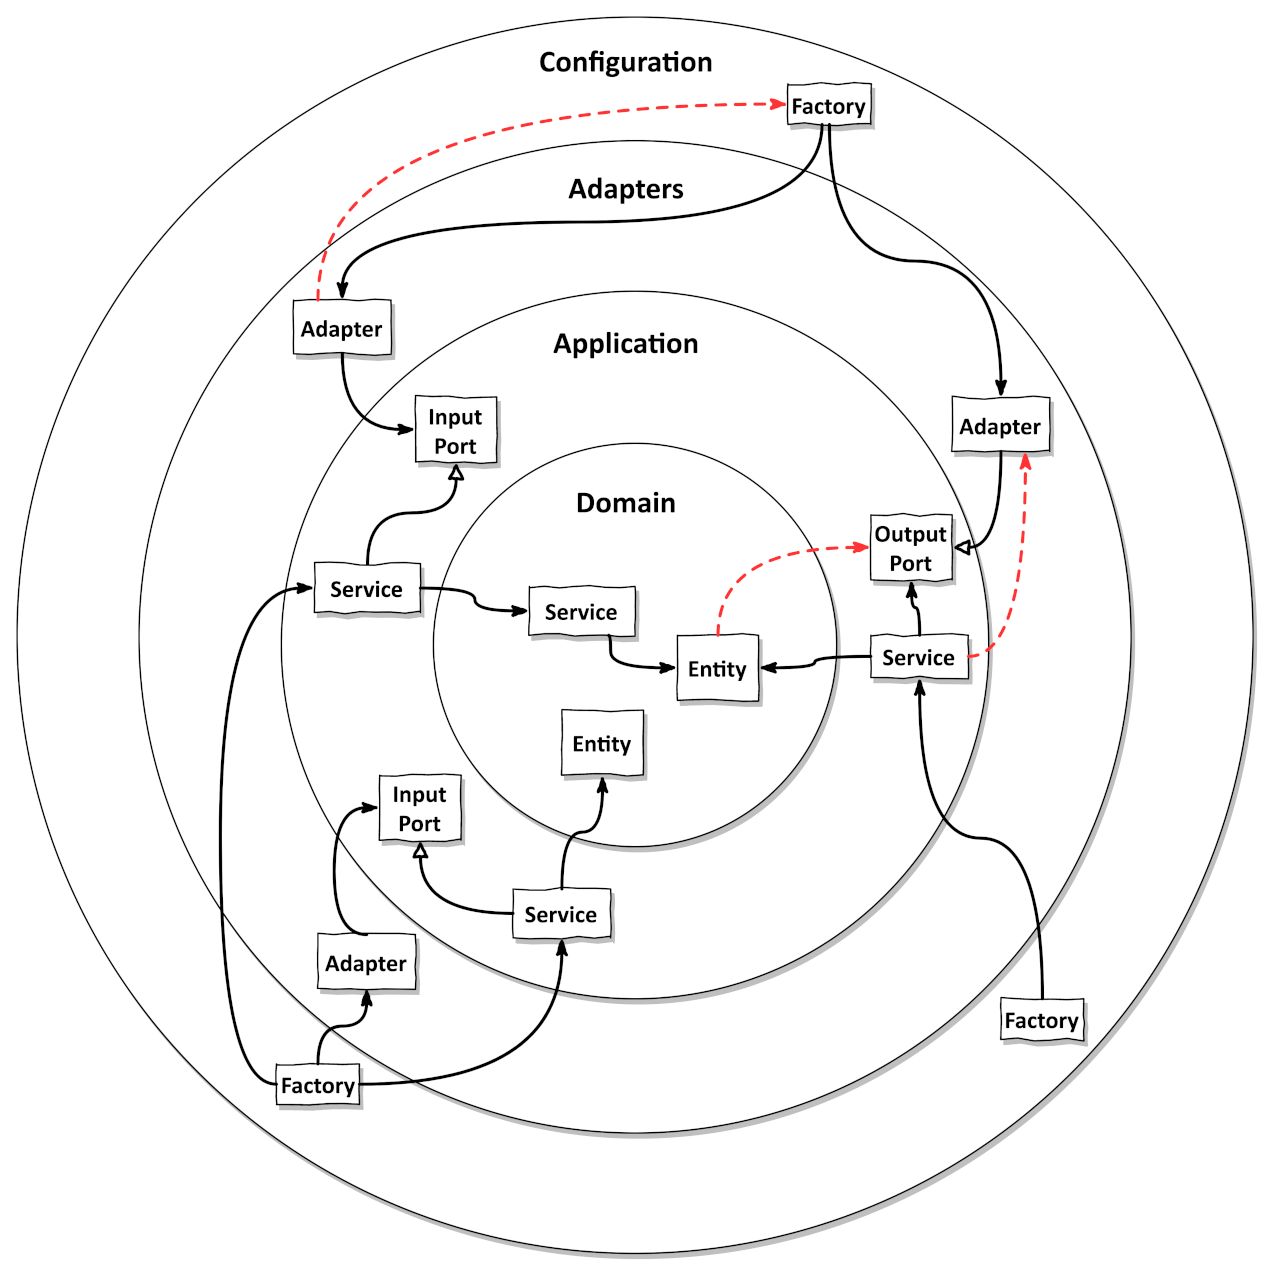 Configuration
Factory
Adapters
Adapter
Application
Input
Port
Adapter
Domain
Output
Port
Service
Service
Service
Entity
Entity
Input
Port
Service
Adapter
Factory
Factory